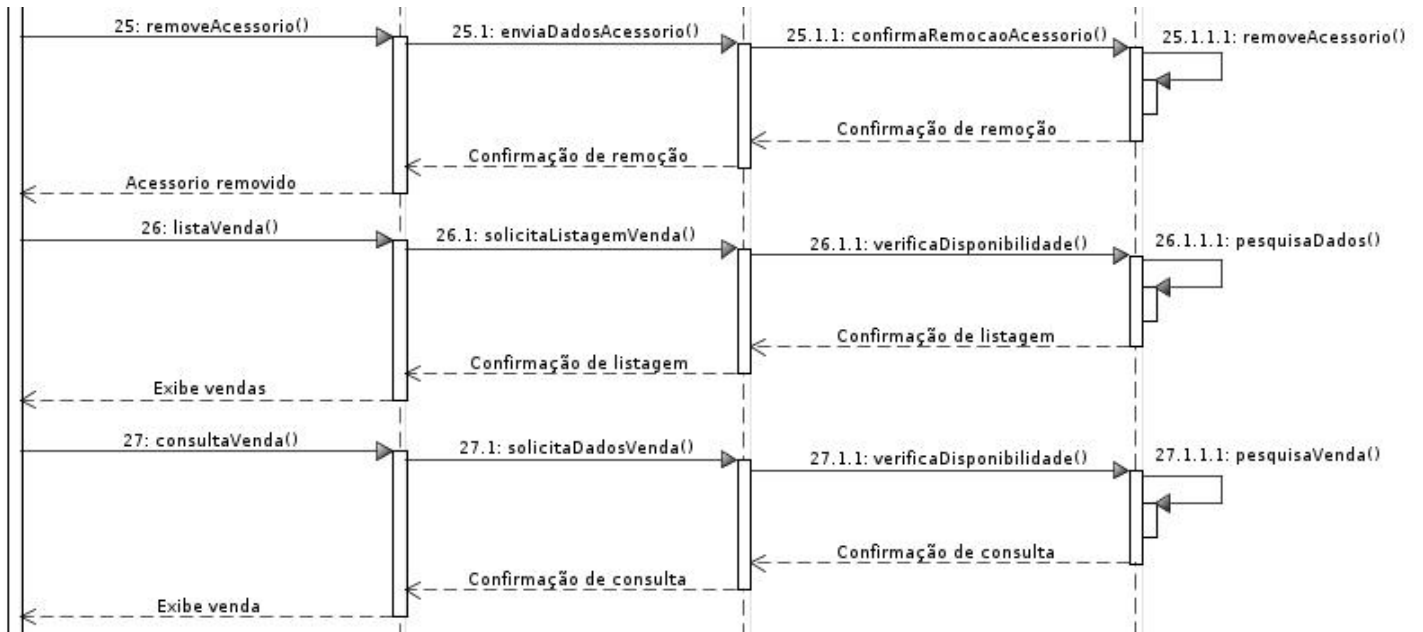 25: removeAcessorio()
25.1: enviaDadosAcessorio()
25.1.1: confirmaRemocaoAcessorio()
25.1.1.1: removeAcessorio()
Confirmação de remoção
Confirmação de remoção
Acessorio removido
26: listaVenda()
26.1: solicitaListagemVenda()
26.1.1: verificaDisponibilidade()
26.1.1.1: pesquisaDados()
Confirmação de listagem
Confirmação de listagem
Exibe vendas
27: consultaVenda()
27.1: solicitaDadosVenda()
27.1.1: verificaDisponibilidade()
27.1.1.1: pesquisaVenda()
Confirmação de consulta
Confirmação de consulta
Exibe venda